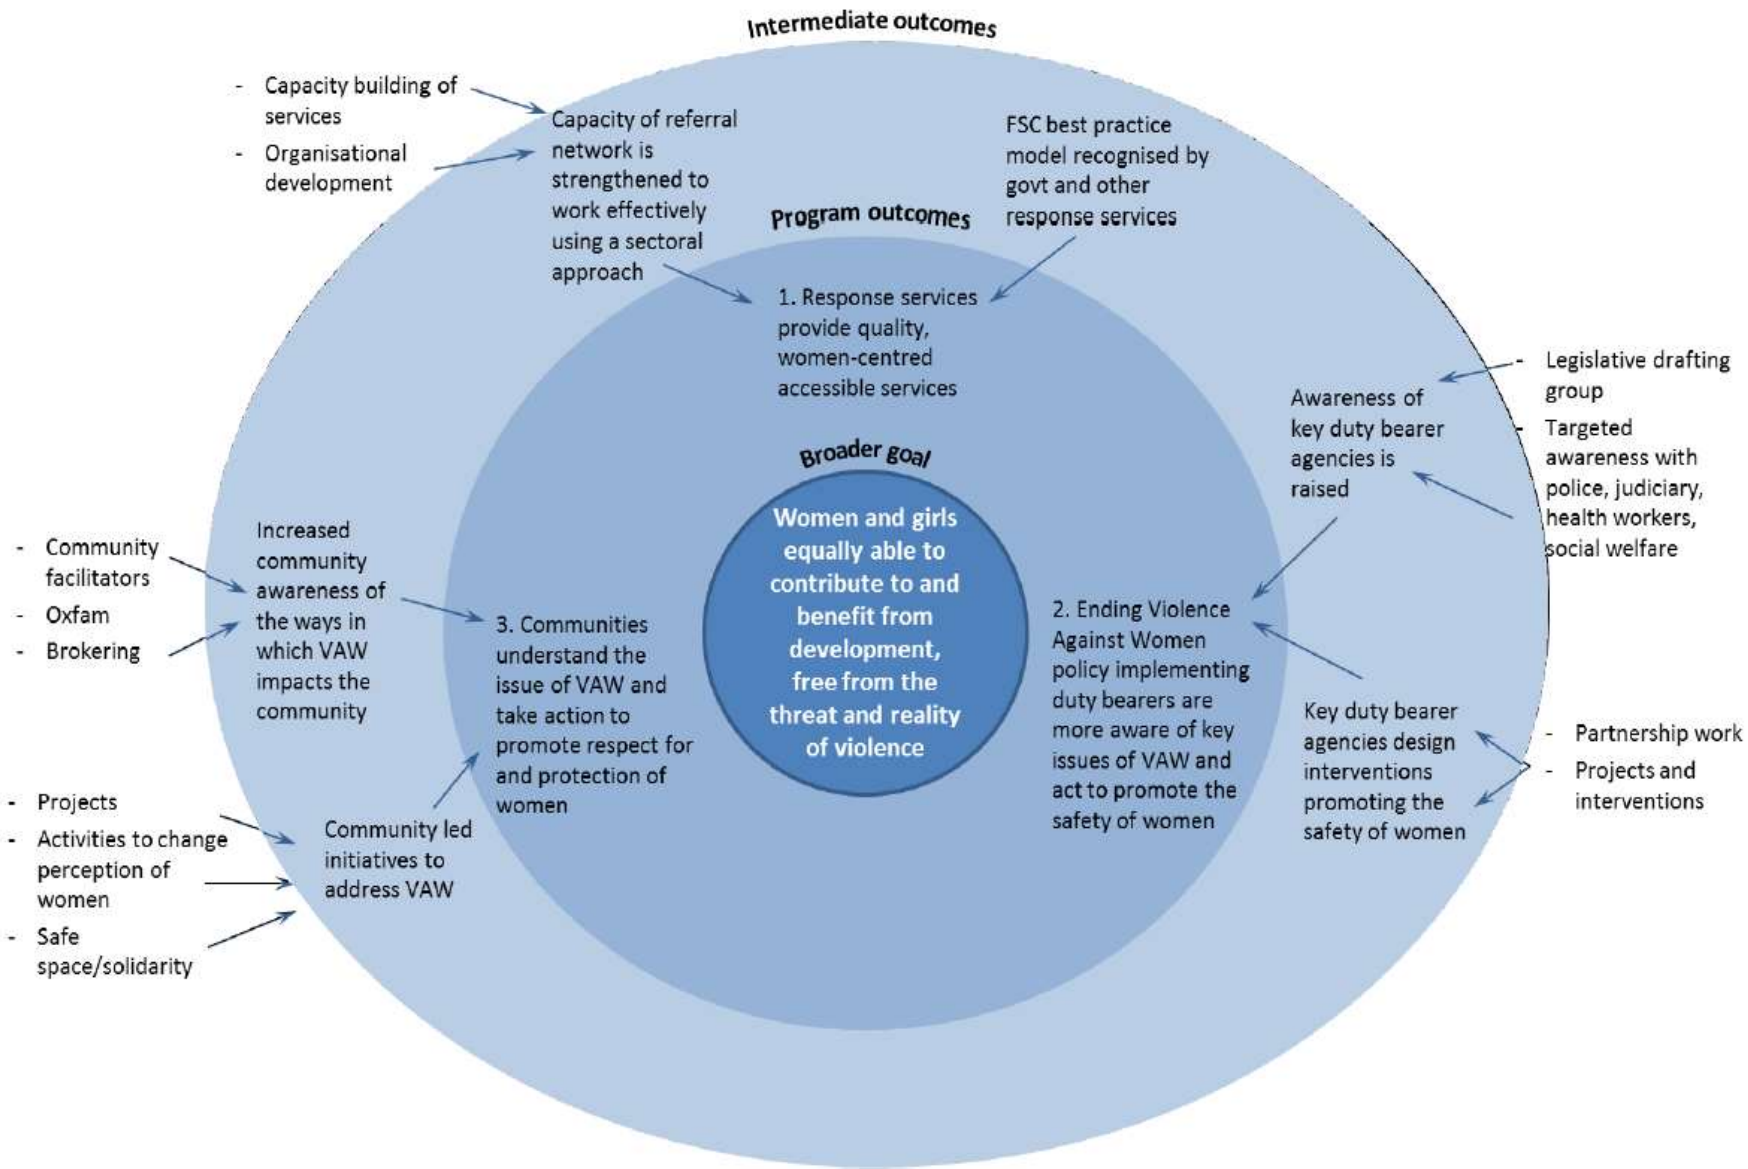 Intermediate outcomes
- Capacity building of
services
- Organisational
development
Capacity of referral
network is
strengthened to
work effectively
using a sectoral
approach
FSC best practice
model recognised by
govt and other
response services
Program outcomes
1. Response services
provide quality,
women-centred
accessible services
- Legislative drafting
group
- Targeted
awareness with
police, judiciary,
health workers,
social welfare
Awareness of
key duty bearer
agencies is
raised
Broader goal
Women and girls
equally able to
contribute to and
benefit from
development,
free from the
threat and reality
of violence
- Community
facilitators
- Oxfam
- Brokering
Increased
community
awareness of
the ways in
which VAW
impacts the
community
3. Communities
understand the
issue of VAW and
take action to
promote respect for
and protection of
women
2. Ending Violence
Against Women
policy implementing
duty bearers are
more aware of key
issues of VAW and
act to promote the
safety of women
Key duty bearer
agencies design
interventions
promoting the
safety of women
- Partnership work
- Projects and
interventions
- Projects
- Activities to change
perception of
women
- Safe
space/solidarity
Community led
initiatives to
address VAW